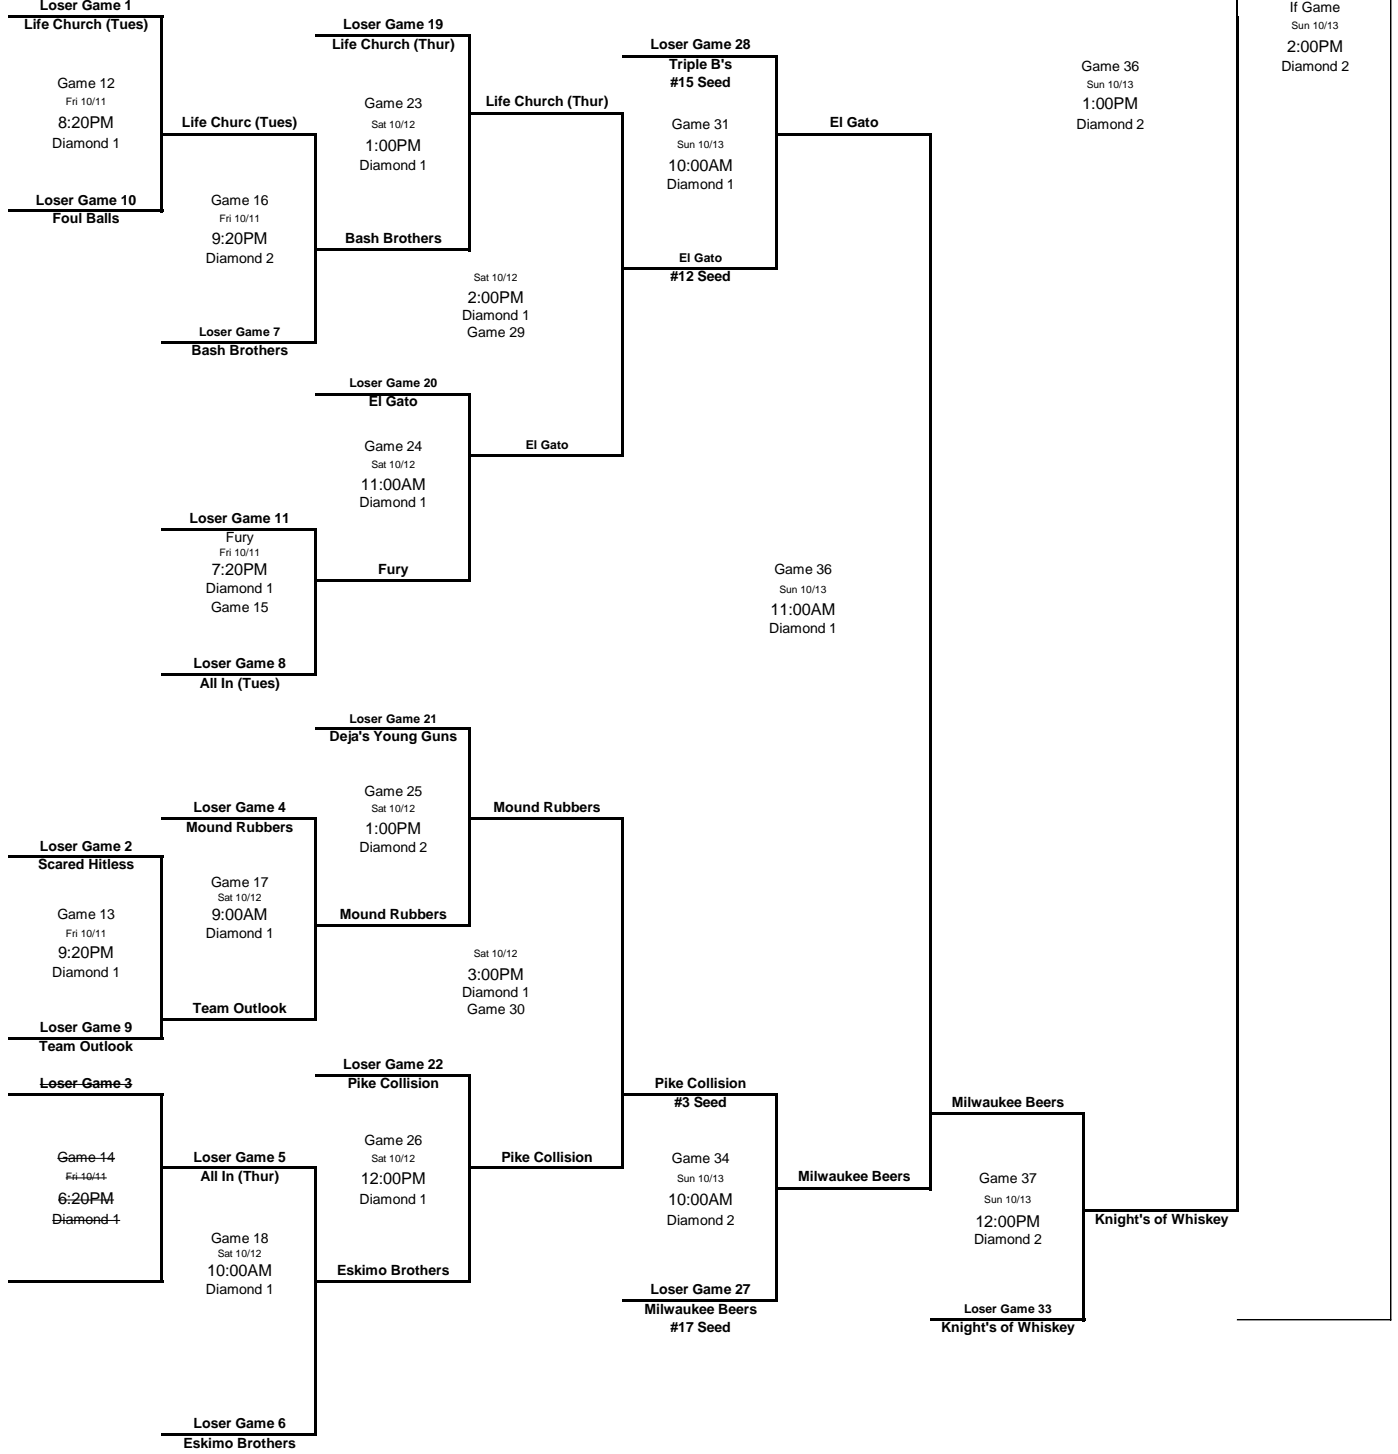 Loser Game 1
Life Church (Tues)
Game 12
Fri 10/11
8:20PM
Diamond 1
Loser Game 10
Foul Balls
Life Churc (Tues)
Game 16
Fri 10/11
9:20PM
Diamond 2
Loser Game 7
Bash Brothers
Loser Game 19
Life Church (Thur)
Game 23
Sat 10/12
1:00PM
Diamond 1
Bash Brothers
Life Church (Thur)
Sat 10/12
2:00PM
Diamond 1
Game 29
Loser Game 20
El Gato
Game 24
Sat 10/12
11:00AM
Diamond 1
El Gato
Loser Game 11
Fury
Fri 10/11
7:20PM
Diamond 1
Game 15
Fury
Loser Game 8
All In (Tues)
Loser Game 28
Triple B's
#15 Seed
Game 31
Sun 10/13
10:00AM
Diamond 1
El Gato
#12 Seed
El Gato
Game 36
Sun 10/13
11:00AM
Diamond 1
Game 36
Sun 10/13
1:00PM
Diamond 2
If Game
Sun 10/13
2:00PM
Diamond 2
Loser Game 21
Deja's Young Guns
Game 25
Sat 10/12
1:00PM
Diamond 2
Mound Rubbers
Loser Game 4
Mound Rubbers
Game 17
Sat 10/12
9:00AM
Diamond 1
Mound Rubbers
Loser Game 2
Scared Hitless
Game 13
Fri 10/11
9:20PM
Diamond 1
Team Outlook
Loser Game 9
Team Outlook
Sat 10/12
3:00PM
Diamond 1
Game 30
Loser Game 3
Game 14
Fri 10/11
6:20PM
Diamond 1
Loser Game 5
All In (Thur)
Game 18
Sat 10/12
10:00AM
Diamond 1
Loser Game 6
Eskimo Brothers
Loser Game 22
Pike Collision
Game 26
Sat 10/12
12:00PM
Diamond 1
Eskimo Brothers
Pike Collision
Pike Collision
#3 Seed
Game 34
Sun 10/13
10:00AM
Diamond 2
Loser Game 27
Milwaukee Beers
#17 Seed
Milwaukee Beers
Milwaukee Beers
Game 37
Sun 10/13
12:00PM
Diamond 2
Loser Game 33
Knight's of Whiskey
Knight's of Whiskey